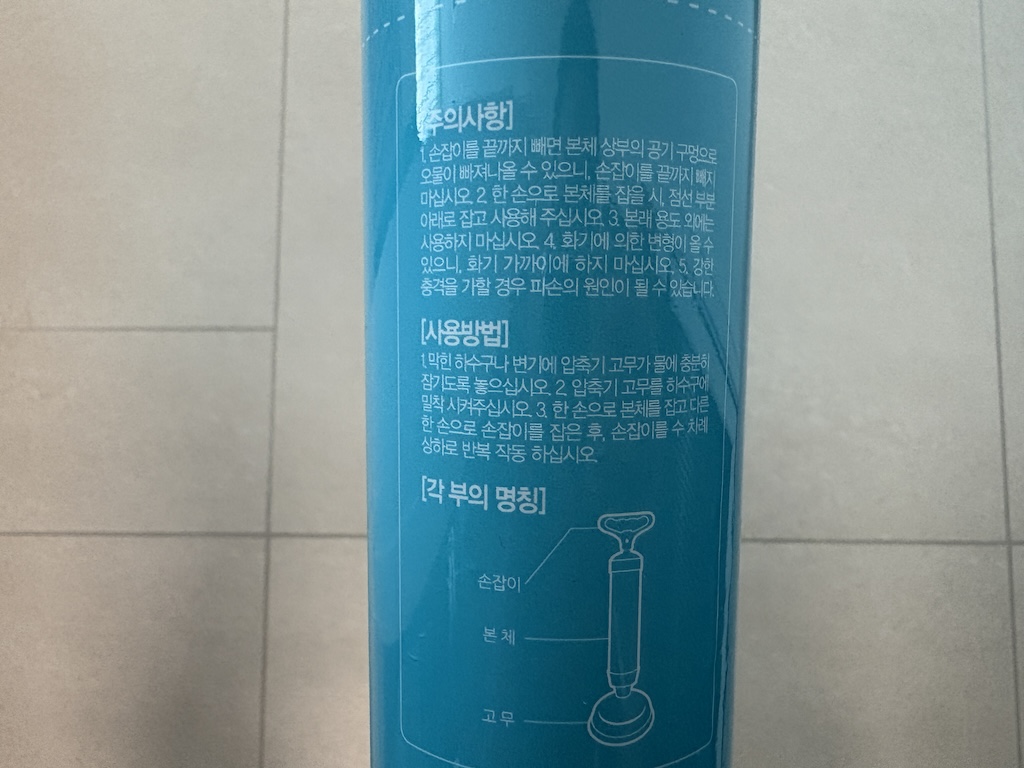 [주의사항]
1. 손잡이를 끝까지 빼면 본체 상부의 공기 구멍으로
오물이 빠져나올 수 있으니, 손잡이를 끝까지 빼지
마십시오. 2. 한 손으로 본체를 잡을 시, 점선 부분
아래로 잡고 사용해 주십시오. 3. 본래 용도 외에는
사용하지 마십시오. 4. 화기에 의한 변형이 올 수
있으니, 화기 가까이에 하지 마십시오. 5. 강한
충격을 가할 경우 파손의 원인이 될 수 있습니다.
[사용방법]
1. 막힌 하수구나 변기에 압축기 고무가 물에 충분히
잠기도록 놓으십시오. 2. 압축기 고무를 하수구에
밀착 시켜주십시오. 3. 한 손으로 본체를 잡고 다른
한 손으로 손잡이를 잡은 후, 손잡이를 수 차례
상하로 반복 작동 하십시오.
[각 부의 명칭]
손잡이
본체
고무